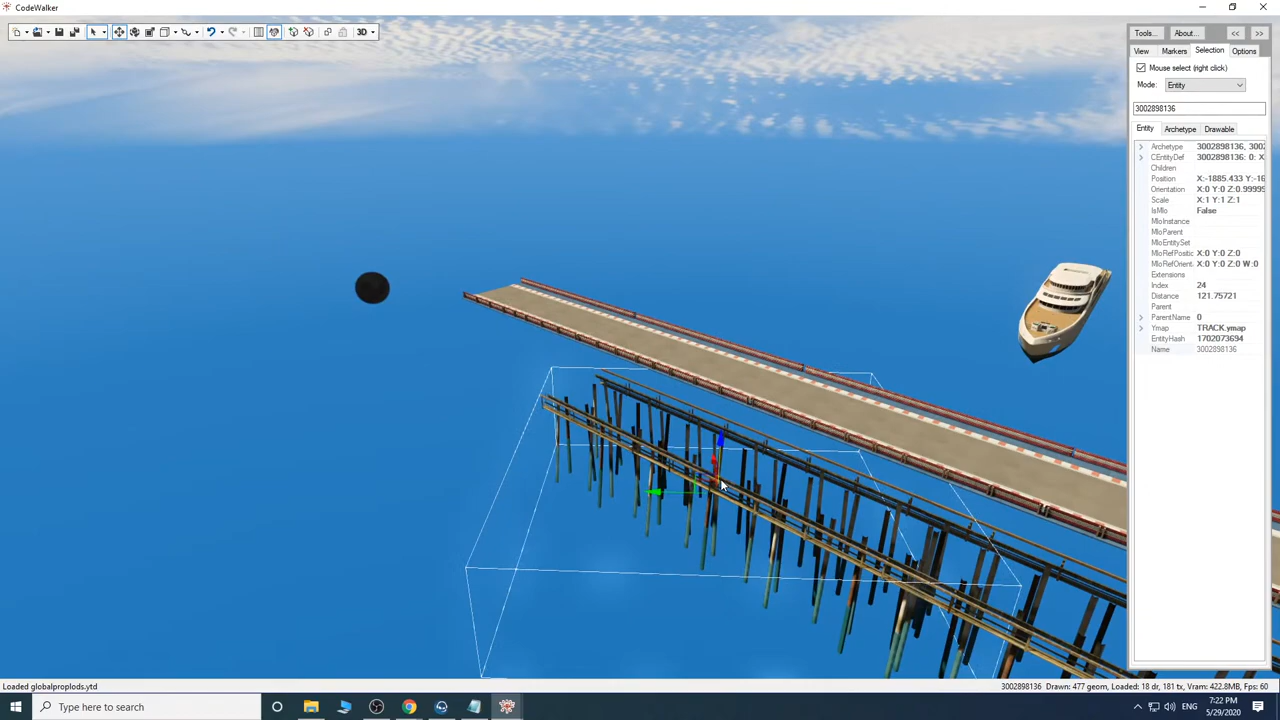 CodeWalker
3D
Tools... About... << >>
View Markers Selection Options
Mouse select (right click)
Mode: Entity
3002898136
Entity Archetype Drawable
Archetype 3002898136, 3002
CEntityDef 3002898136: 0: X
Children
Position X:-1885.433 Y:-16
Orientation X:0 Y:0 Z:0.99999
Scale X:1 Y:1 Z:1
IsMlo False
MloInstance
MloParent
MloEntitySet
MloRefPositic X:0 Y:0 Z:0
MloRefOrient X:0 Y:0 Z:0 W:0
Extensions
Index 24
Distance 121.75721
Parent
ParentName 0
Ymap TRACK.ymap
EntityHash 1702073694
Name 3002898136
Loaded globalproplods.ytd
3002898136 Drawn: 477 geom, Loaded: 18 dr, 181 tx, Vram: 422.8MB, Fps: 60
Type here to search
ENG
7:22 PM
5/29/2020